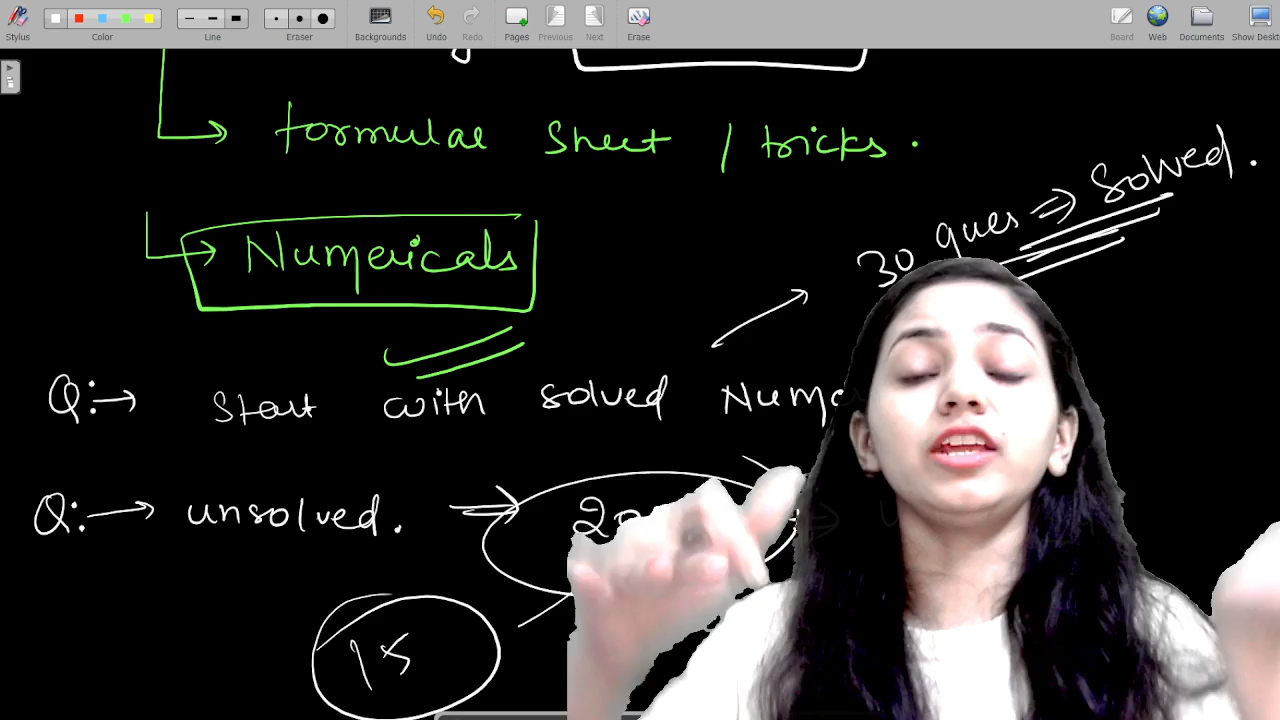 Stylus Color Line Eraser Backgrounds Undo Redo Pages Previous Next Erase Board Web Documents Show Deskt
formulae sheet / tricks.
30 ques ⇒ Solved.
→ Numericals
Q:→ Start with solved
Q:→ unsolved. ⇒
15